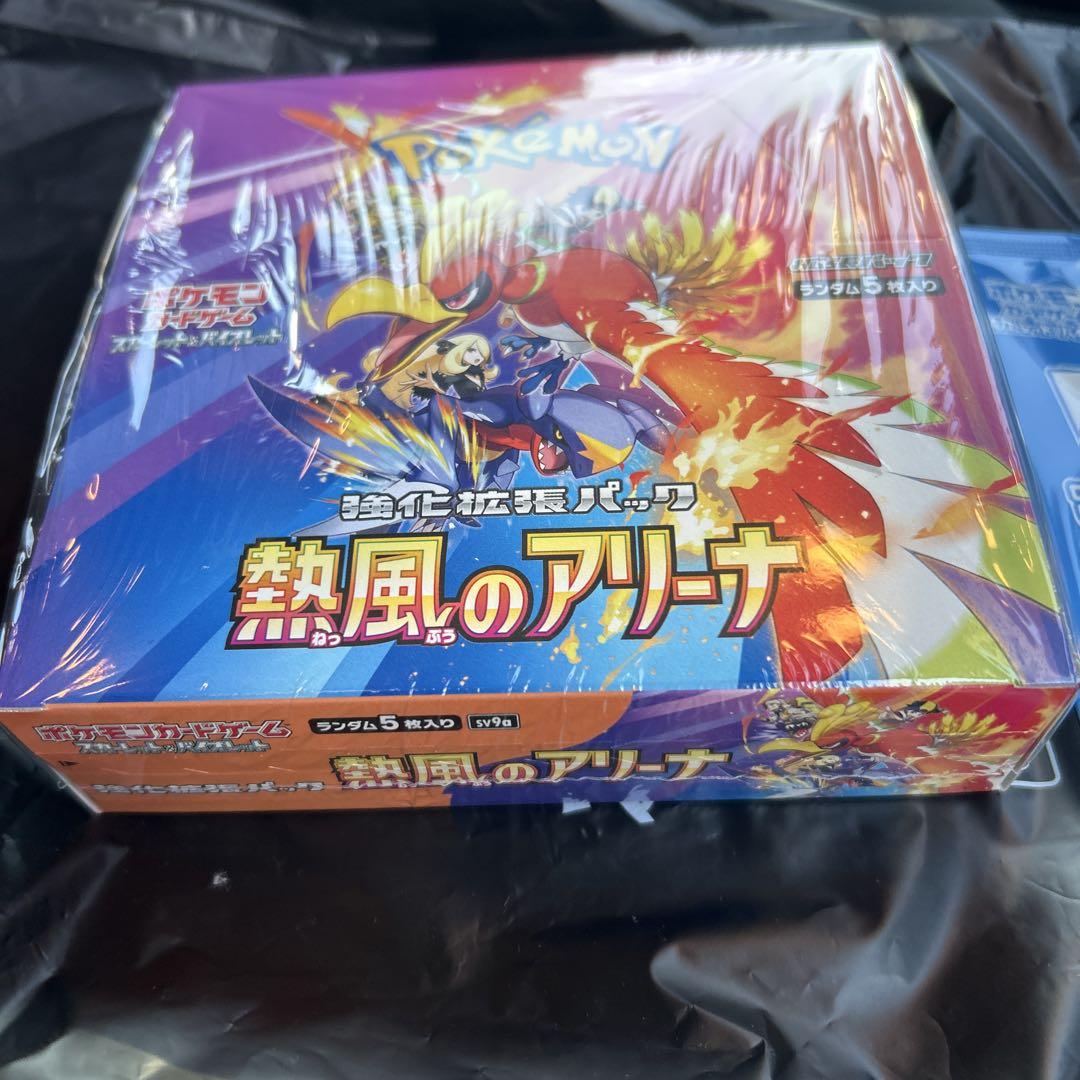 Pokémon
ポケモン
カードゲーム
スカーレット&バイオレット
ランダム5枚入り
強化拡張パック
熱風のアリーナ
ねっ ぷう
ポケモンカードゲーム
スカーレット&バイオレット
ランダム5枚入り
sv9a
強化拡張パック
熱風のアリーナ